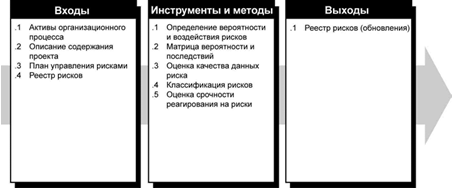 Входы
.1 Активы организационного
процесса
.2 Описание содержания
проекта
.3 План управления рисками
.4 Реестр рисков
Инструменты и методы
.1 Определение вероятности
и воздействия рисков
.2 Матрица вероятности и
последствий
.3 Оценка качества данных
риска
.4 Классификация рисков
.5 Оценка срочности
реагирования на риски
Выходы
.1 Реестр рисков (обновления)